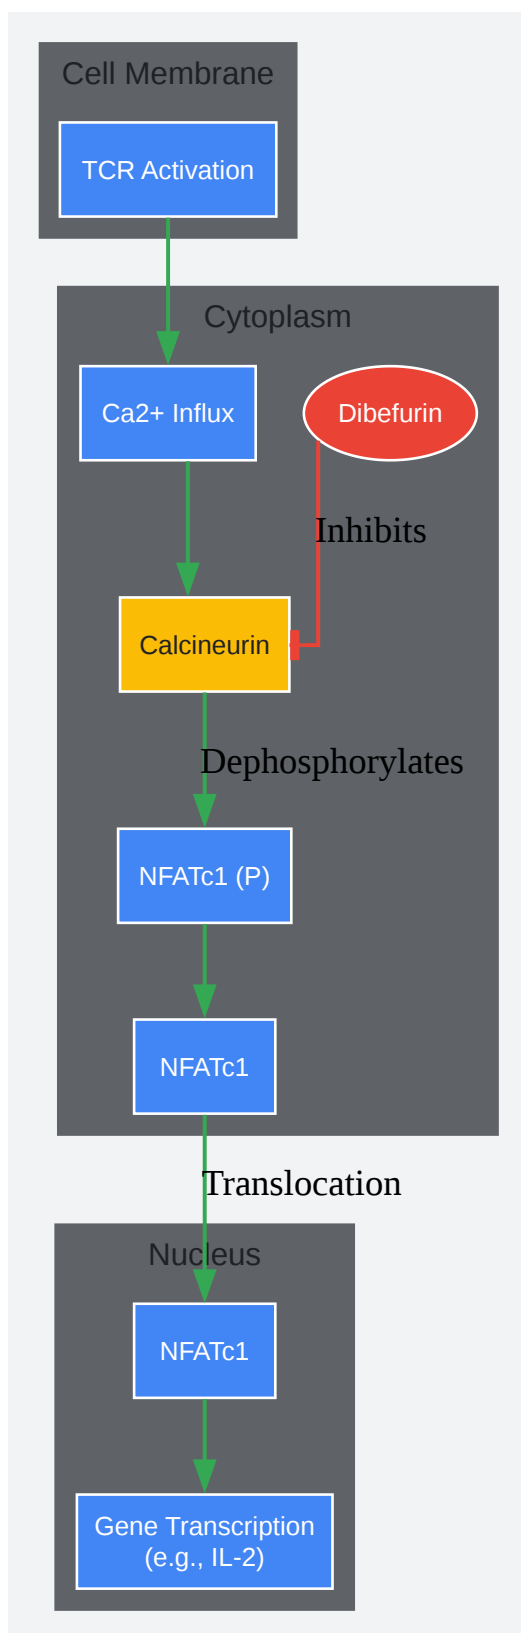 Cell Membrane
TCR Activation
Cytoplasm
Ca2+ Influx
Dibefurin
Inhibits
Calcineurin
Dephosphorylates
NFATc1 (P)
NFATc1
Translocation
Nucleus
NFATc1
Gene Transcription
(e.g., IL-2)